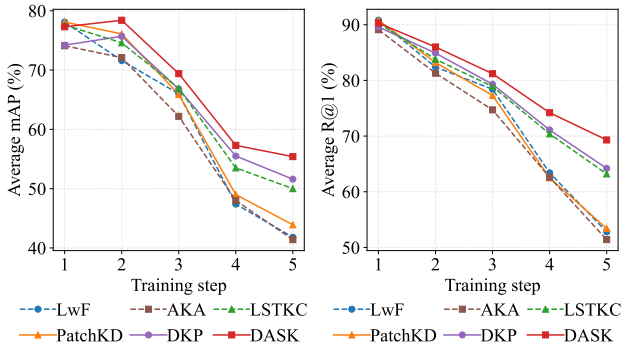 80
70
60
50
40
Average mAP (%)
1 2 3 4 5
Training step
LwF AKA LSTKC
PatchKD DKP DASK
90
80
70
60
50
Average R@1 (%)
1 2 3 4 5
Training step
LwF AKA LSTKC
PatchKD DKP DASK